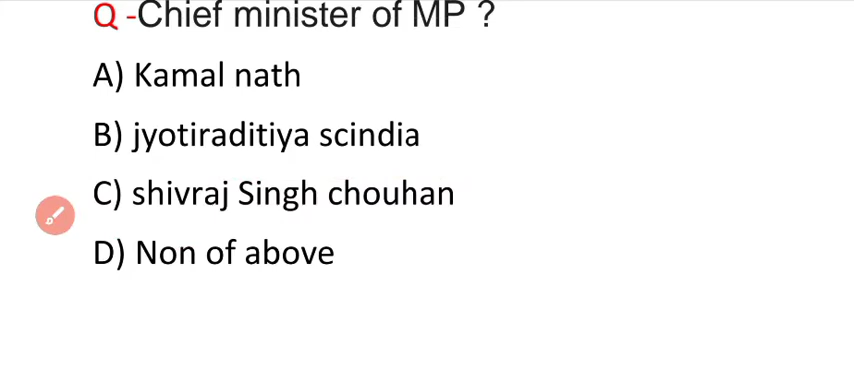 Q -Chief minister of MP ?
A) Kamal nath
B) jyotiraditiya scindia
C) shivraj Singh chouhan
D) Non of above